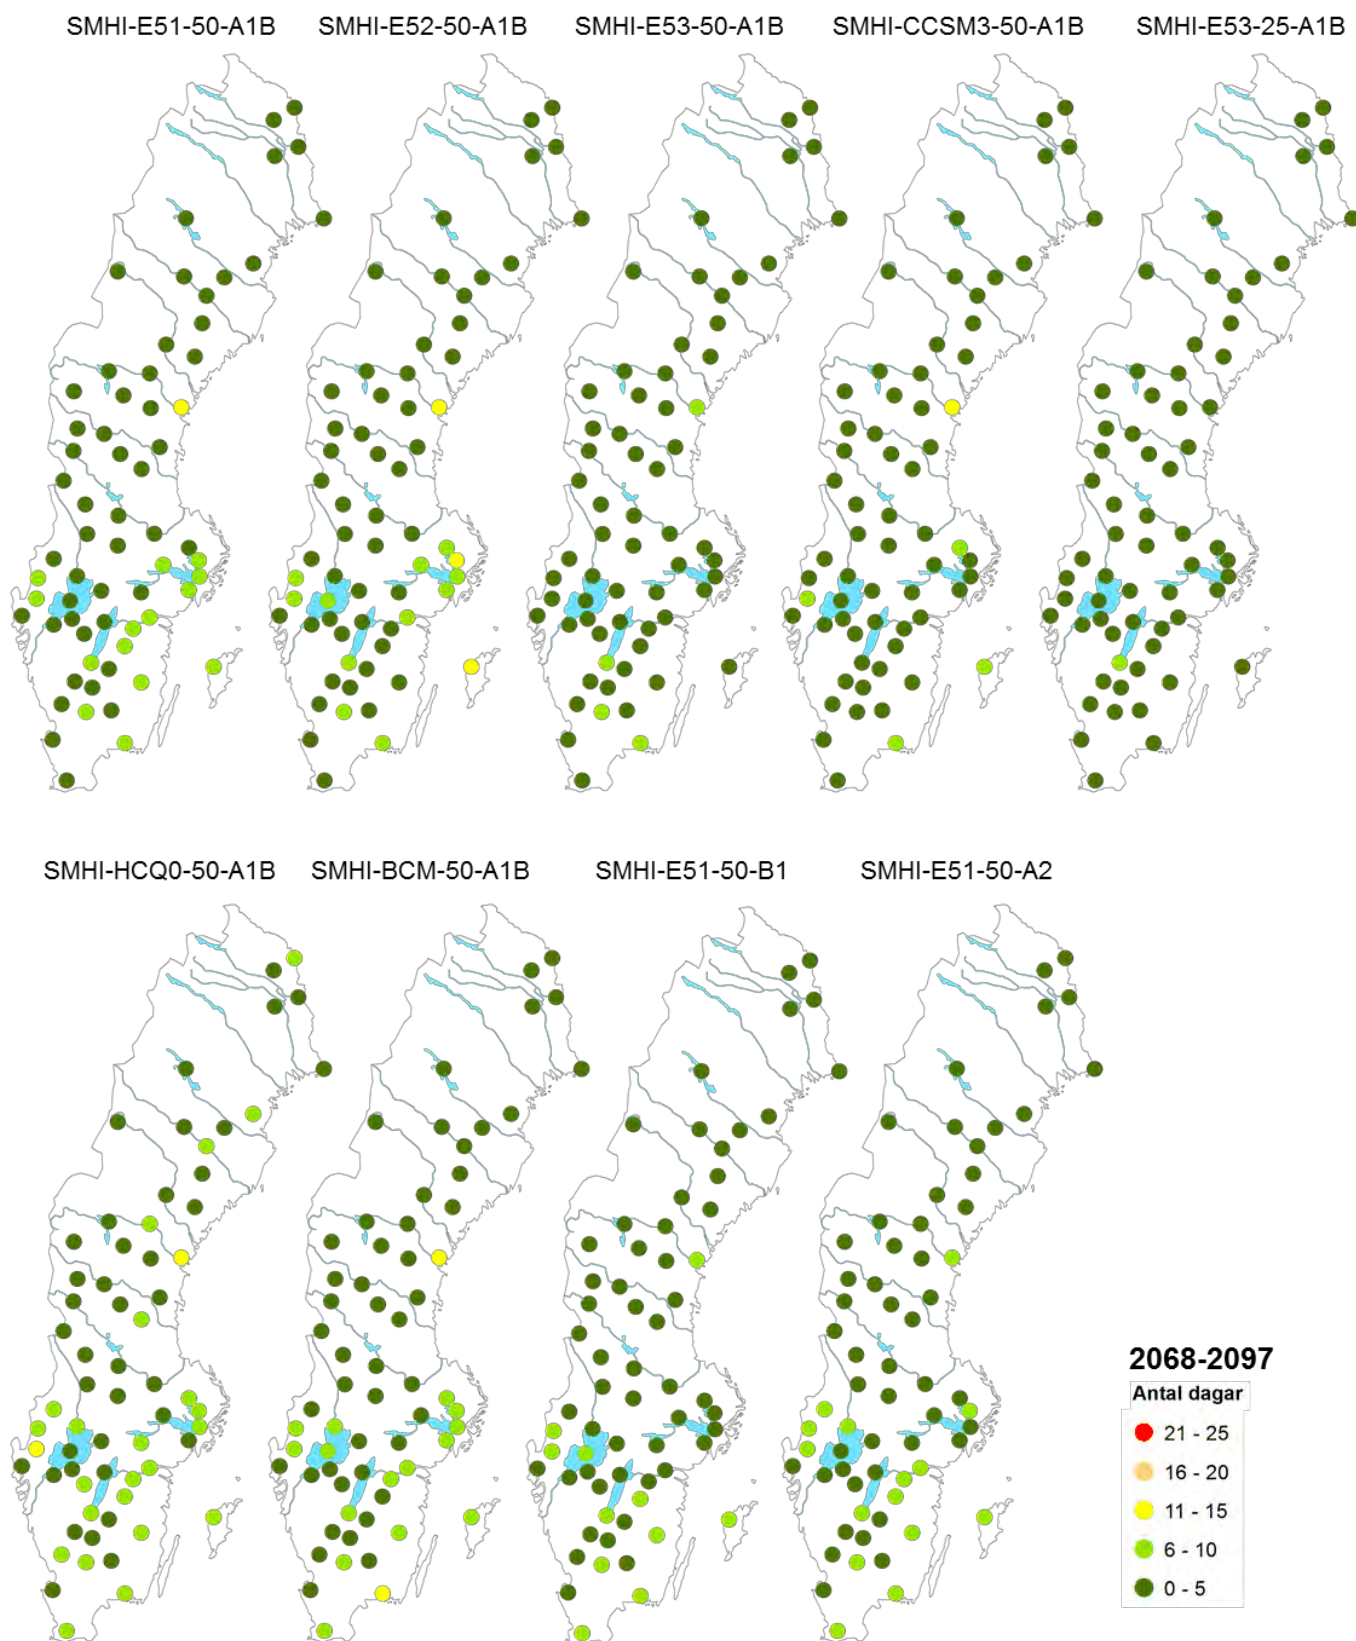 SMHI-E51-50-A1B
SMHI-E52-50-A1B
SMHI-E53-50-A1B
SMHI-CCSM3-50-A1B
SMHI-E53-25-A1B
SMHI-HCQ0-50-A1B
SMHI-BCM-50-A1B
SMHI-E51-50-B1
SMHI-E51-50-A2
2068-2097
Antal dagar
21 - 25
16 - 20
11 - 15
6 - 10
0 - 5